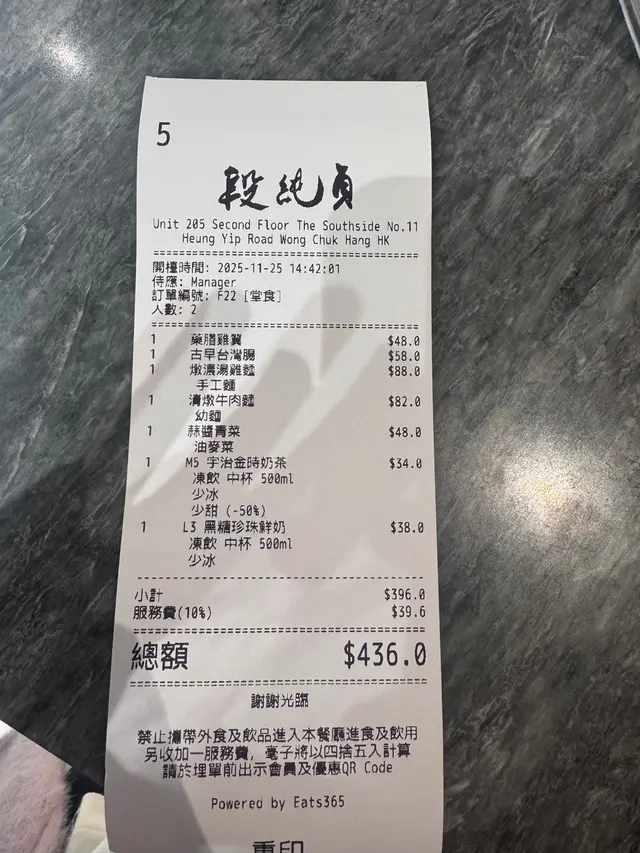 5
段純貞
Unit 205 Second Floor The Southside No.11
Heung Yip Road Wong Chuk Hang HK
開檯時間: 2025-11-25 14:42:01
侍應: Manager
訂單編號: F22 [堂食]
人數: 2
1 藥膳雞翼 $48.0
1 古早台灣腸 $58.0
1 燉濃湯雞麵 $88.0
手工麵
1 清燉牛肉麵 $82.0
幼麵
1 蒜醬青菜 $48.0
油麥菜
1 M5 宇治金時奶茶 $34.0
凍飲 中杯 500ml
少冰
少甜 (-50%)
1 L3 黑糖珍珠鮮奶 $38.0
凍飲 中杯 500ml
少冰
小計 $396.0
服務費(10%) $39.6
總額 $436.0
謝謝光臨
禁止攜帶外食及飲品進入本餐廳進食及飲用
另收加一服務費, 毫子將以四捨五入計算
請於埋單前出示會員及優惠QR Code
Powered by Eats365
重印